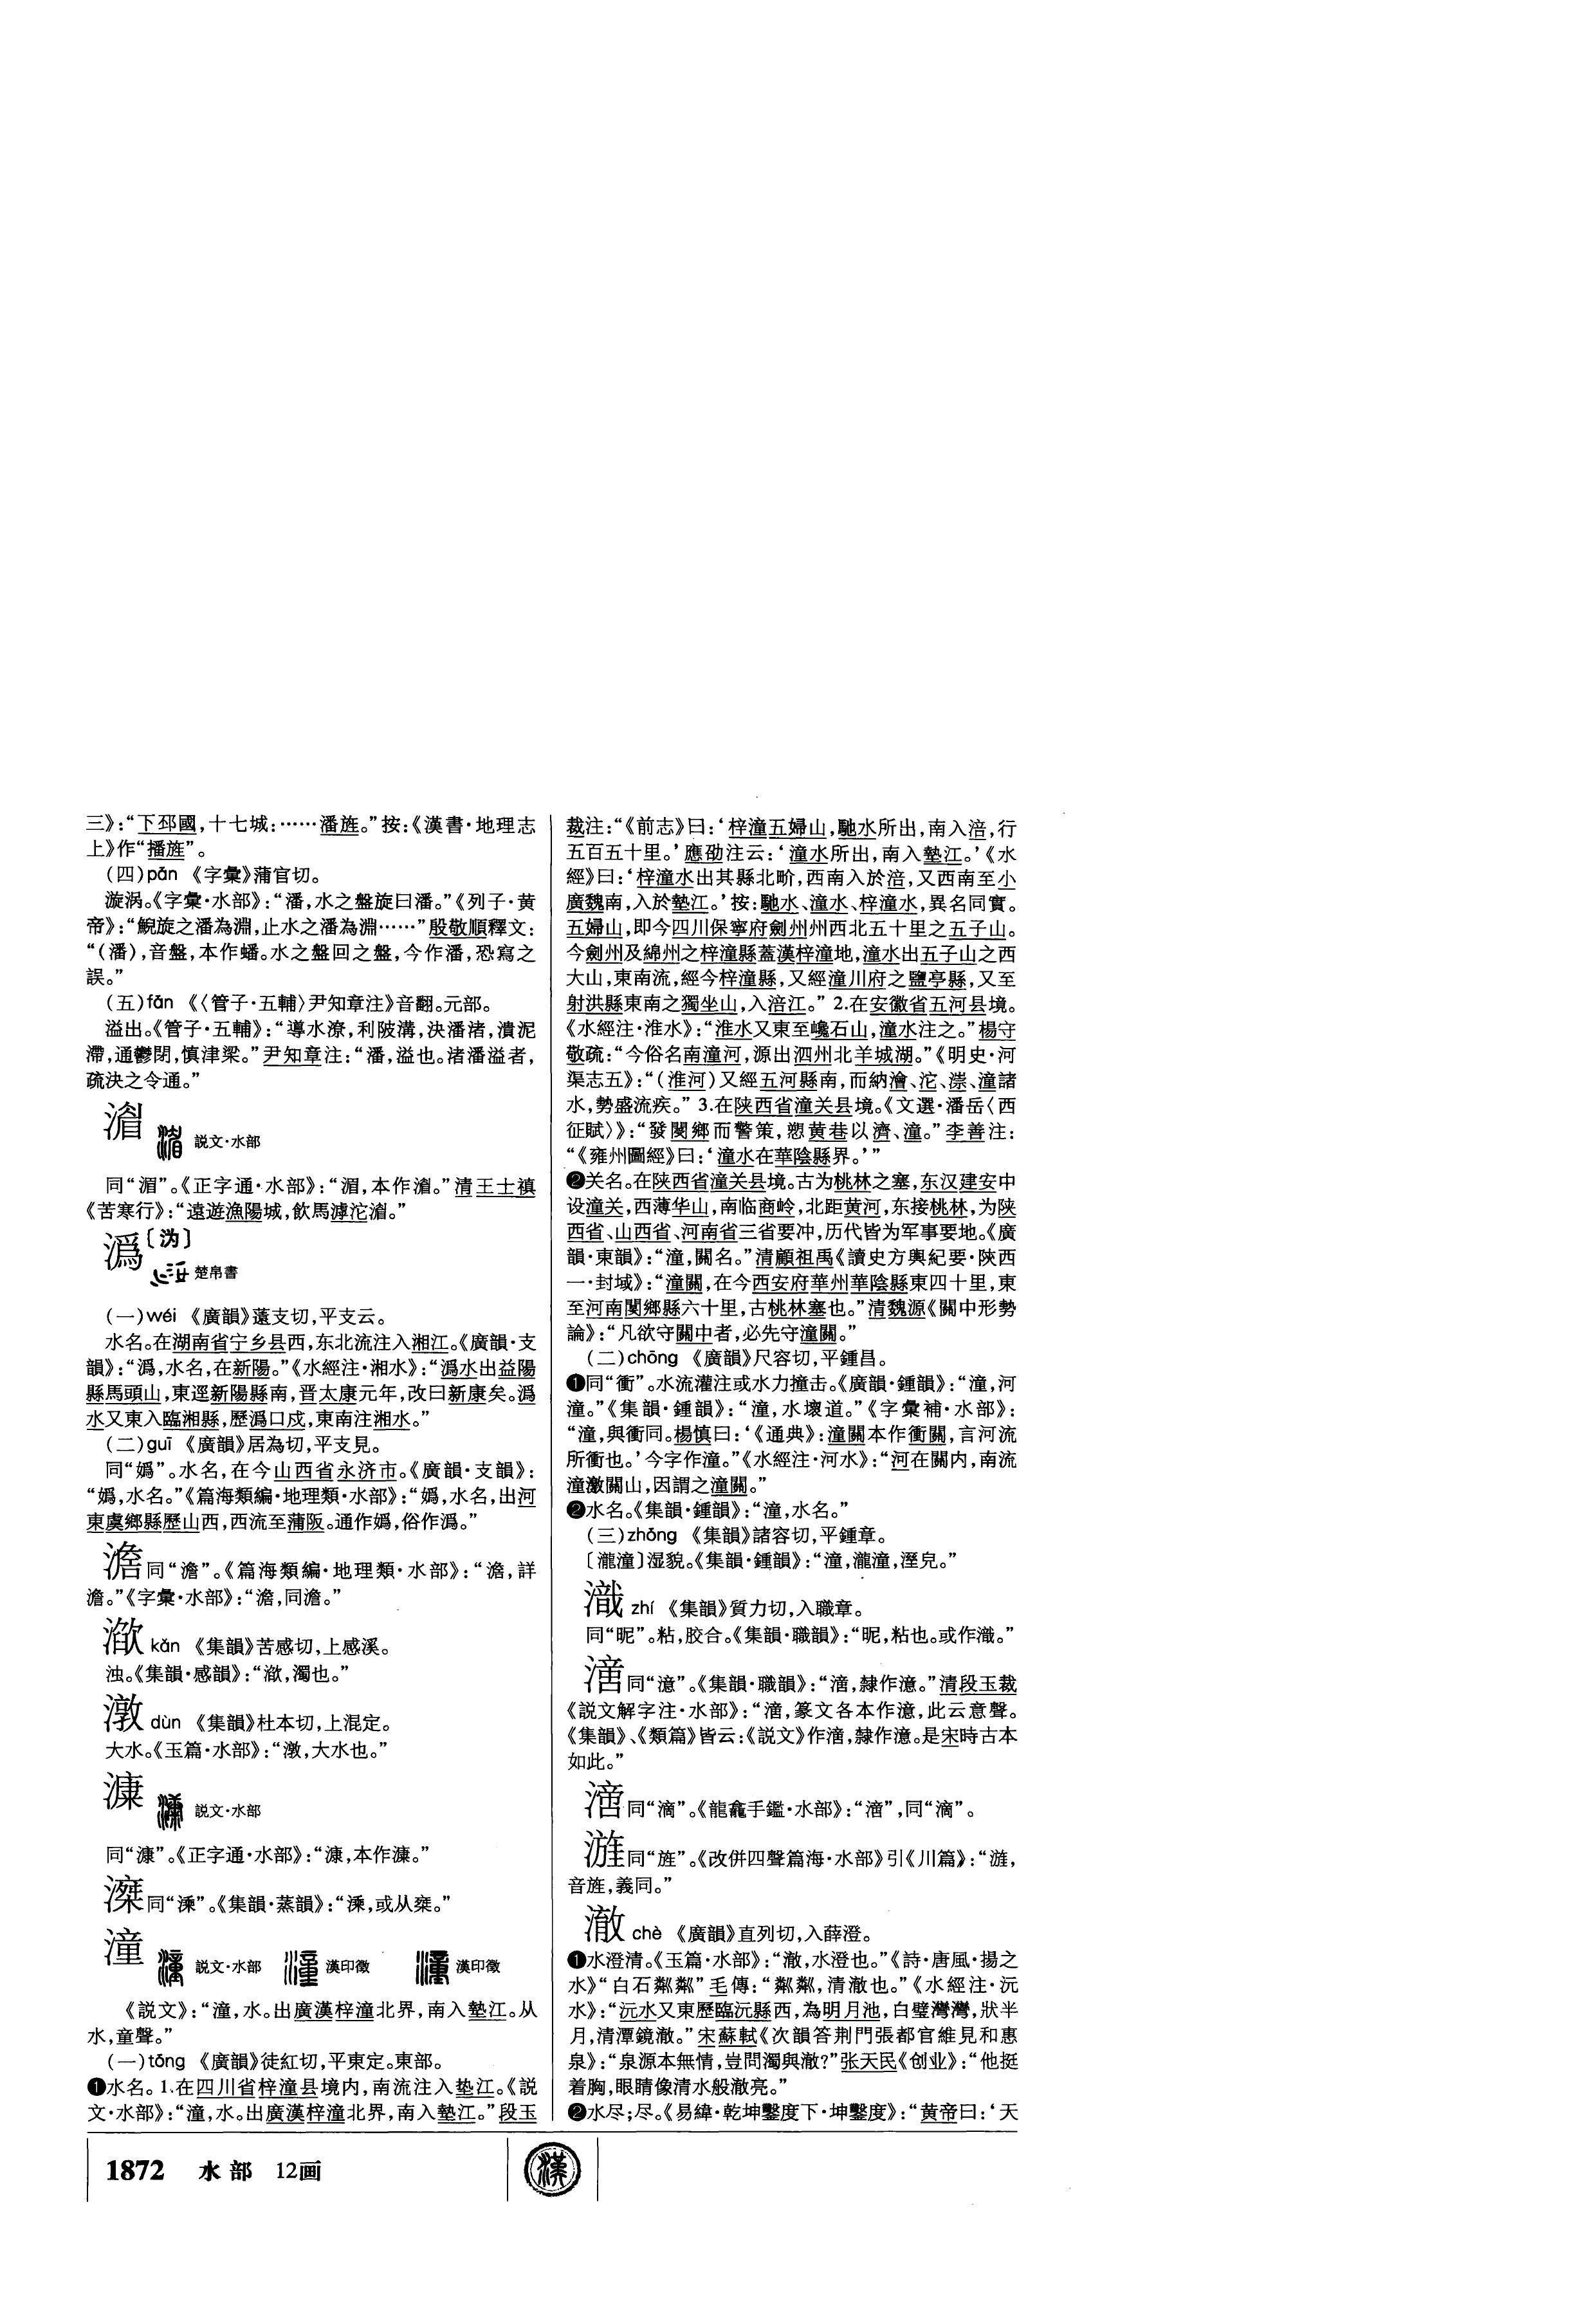 三》：“下邳國，十七城：……潘旌。”按：《漢書·地理志
上》作“播旌”。
（四）pán 《字彙》蒲官切。
漩涡。《字彙·水部》：“潘，水之盤旋曰潘。”《列子·黄
帝》：“鯢旋之潘為淵，止水之潘為淵……”殷敬順釋文：
“（潘），音盤，本作蟠。水之盤回之盤，今作潘，恐寫之
誤。”
（五）fān 《〈管子·五輔〉尹知章注》音翻。元部。
溢出。《管子·五輔》：“導水潦，利陂溝，決潘渚，潰泥
滯，通鬱閉，慎津梁。”尹知章注：“潘，溢也。渚潘溢者，
疏決之令通。”
説文·水部
同“湄”。《正字通·水部》：“湄，本作濳。”清王士禛
《苦寒行》：“遠遊漁陽城，飲馬滹沱。”
潙〔沩〕
楚帛書
（一）wéi 《廣韻》薳支切，平支云。
水名。在湖南省宁乡县西，东北流注入湘江。《廣韻·支
韻》：“潙，水名，在新陽。”《水經注·湘水》：“潙水出益陽
縣馬頭山，東逕新陽縣南，晋太康元年，改曰新康矣。潙
水又東入臨湘縣，歷潙口戍，東南注湘水。”
（二）guī 《廣韻》居為切，平支見。
同“嬀”。水名，在今山西省永济市。《廣韻·支韻》：
“嬀，水名。”《篇海類編·地理類·水部》：“嬀，水名，出河
東虞鄉縣歷山西，西流至蒲阪。通作嬀，俗作潙。”
同“澹”。《篇海類編·地理類·水部》：“，詳
澹。”《字彙·水部》：“，同澹。”
kǎn 《集韻》苦感切，上感溪。
浊。《集韻·感韻》：“，濁也。”
潡 dùn 《集韻》杜本切，上混定。
大水。《玉篇·水部》：“潡，大水也。”
説文·水部
同“漮”。《正字通·水部》：“漮，本作。”
同“溗”。《集韻·蒸韻》：“溗，或从椉。”
潼 説文·水部 漢印徵 漢印徵
《説文》：“潼，水。出廣漢梓潼北界，南入墊江。从
水，童聲。”
（一）tóng 《廣韻》徒紅切，平東定。東部。
❶水名。1.在四川省梓潼县境内，南流注入垫江。《説
文·水部》：“潼，水。出廣漢梓潼北界，南入墊江。”段玉
裁注：“《前志》曰：‘梓潼五婦山，馳水所出，南入涪，行
五百五十里。’應劭注云：‘潼水所出，南入墊江。’《水
經》曰：‘梓潼水出其縣北畍，西南入於涪，又西南至小
廣魏南，入於墊江。’按：馳水、潼水、梓潼水，異名同實。
五婦山，即今四川保寧府劍州州西北五十里之五子山。
今劍州及綿州之梓潼縣蓋漢梓潼地，潼水出五子山之西
大山，東南流，經今梓潼縣，又經潼川府之鹽亭縣，又至
射洪縣東南之獨坐山，入涪江。” 2.在安徽省五河县境。
《水經注·淮水》：“淮水又東至巉石山，潼水注之。”楊守
敬疏：“今俗名南潼河，源出泗州北羊城湖。”《明史·河
渠志五》：“（淮河）又經五河縣南，而納澮、沱、漴、潼諸
水，勢盛流疾。” 3.在陕西省潼关县境。《文選·潘岳〈西
征賦〉》：“發閿鄉而警策，愬黄巷以濟、潼。”李善注：
“《雍州圖經》曰：‘潼水在華陰縣界。’”
❷关名。在陕西省潼关县境。古为桃林之塞，东汉建安中
设潼关，西薄华山，南临商岭，北距黄河，东接桃林，为陕
西省、山西省、河南省三省要冲，历代皆为军事要地。《廣
韻·東韻》：“潼，關名。”清顧祖禹《讀史方輿紀要·陝西
一·封域》：“潼關，在今西安府華州華陰縣東四十里，東
至河南閿鄉縣六十里，古桃林塞也。”清魏源《關中形勢
論》：“凡欲守關中者，必先守潼關。”
（二）chōng 《廣韻》尺容切，平鍾昌。
❶同“衝”。水流灌注或水力撞击。《廣韻·鍾韻》：“潼，河
潼。”《集韻·鍾韻》：“潼，水壞道。”《字彙補·水部》：
“潼，與衝同。楊慎曰：‘《通典》：潼關本作衝關，言河流
所衝也。’今字作潼。”《水經注·河水》：“河在關内，南流
潼激關山，因謂之潼關。”
❷水名。《集韻·鍾韻》：“潼，水名。”
（三）zhōng 《集韻》諸容切，平鍾章。
〔瀧潼〕湿貌。《集韻·鍾韻》：“潼，瀧潼，溼皃。”
zhí 《集韻》質力切，入職章。
同“昵”。粘，胶合。《集韻·職韻》：“昵，粘也。或作。”
同“澺”。《集韻·職韻》：“，隸作澺。”清段玉裁
《説文解字注·水部》：“，篆文各本作澺，此云意聲。
《集韻》、《類篇》皆云：《説文》作，隸作澺。是宋時古本
如此。”
同“滴”。《龍龕手鑑·水部》：“”，同“滴”。
同“旌”。《改併四聲篇海·水部》引《川篇》：“，
音旌，義同。”
澈 chè 《廣韻》直列切，入薛澄。
❶水澄清。《玉篇·水部》：“澈，水澄也。”《詩·唐風·揚之
水》“白石粼粼”毛傳：“粼粼，清澈也。”《水經注·沅
水》：“沅水又東歷臨沅縣西，為明月池，白璧灣灣，狀半
月，清潭鏡澈。”宋蘇軾《次韻答荆門張都官維見和惠
泉》：“泉源本無情，豈問濁與澈？”张天民《创业》：“他挺
着胸，眼睛像清水般澈亮。”
❷水尽；尽。《易緯·乾坤鑿度下·坤鑿度》：“黄帝曰：‘天
1872 水部 12画
漢